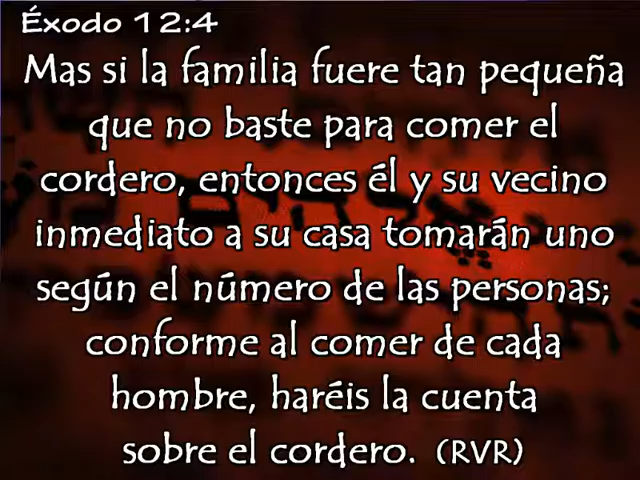 Éxodo 12:4
Mas si la familia fuere tan pequeña
que no baste para comer el
cordero, entonces él y su vecino
inmediato a su casa tomarán uno
según el número de las personas;
conforme al comer de cada
hombre, haréis la cuenta
sobre el cordero. (RVR)